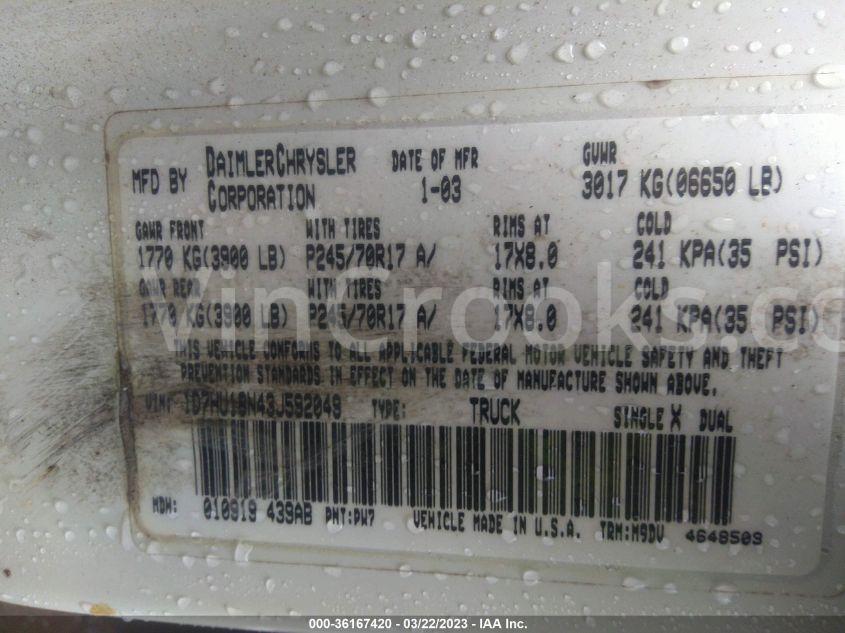 MFD BY DAIMLERCHRYSLER CORPORATION DATE OF MFR 1-03 GVWR 3017 KG(06650 LB)
GAWR FRONT WITH TIRES RIMS AT COLD
1770 KG(3900 LB) P245/70R17 A/ 17X8.0 241 KPA(35 PSI)
GAWR REAR WITH TIRES RIMS AT COLD
1770 KG(3900 LB) P245/70R17 A/ 17X8.0 241 KPA(35 PSI)
THIS VEHICLE CONFORMS TO ALL APPLICABLE FEDERAL MOTOR VEHICLE SAFETY AND THEFT
PREVENTION STANDARDS IN EFFECT ON THE DATE OF MANUFACTURE SHOWN ABOVE.
VIN: 1D7HU18N43J592049 TYPE: TRUCK SINGLE X DUAL
MDH: 010919 439AB PNT:PW7 VEHICLE MADE IN U.S.A. TRM:M9DV 4648503
VinCrooks.co
000-36167420 - 03/22/2023 - IAA Inc.